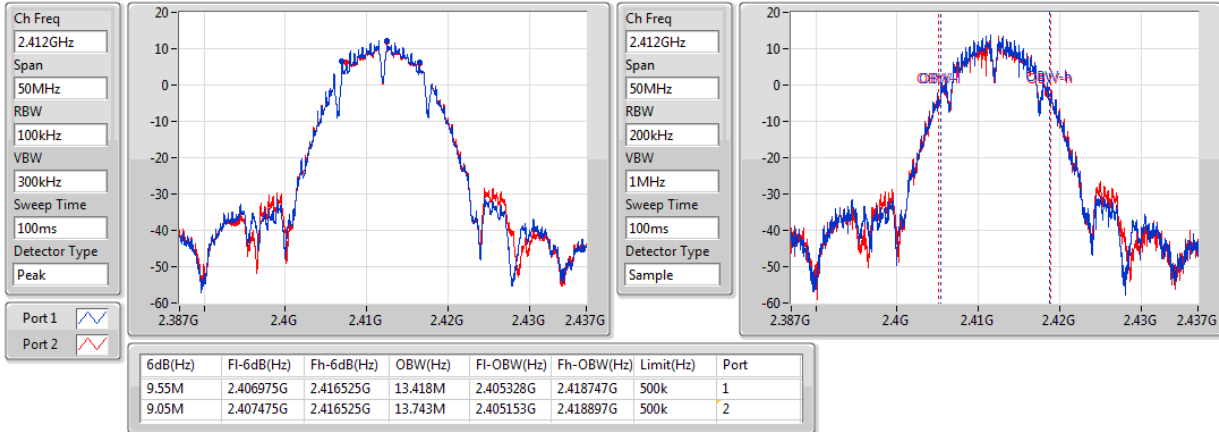 Ch Freq
2.412GHz
Span
50MHz
RBW
100kHz
VBW
300kHz
Sweep Time
100ms
Detector Type
Peak
Port 1
Port 2
20
10
0
-10
-20
-30
-40
-50
-60
2.387G 2.4G 2.41G 2.42G 2.43G 2.437G
Ch Freq
2.412GHz
Span
50MHz
RBW
200kHz
VBW
1MHz
Sweep Time
100ms
Detector Type
Sample
20
10
0
-10
-20
-30
-40
-50
-60
OBW-l OBW-h
2.387G 2.4G 2.41G 2.42G 2.43G 2.437G
6dB(Hz) Fl-6dB(Hz) Fh-6dB(Hz) OBW(Hz) Fl-OBW(Hz) Fh-OBW(Hz) Limit(Hz) Port
9.55M 2.406975G 2.416525G 13.418M 2.405328G 2.418747G 500k 1
9.05M 2.407475G 2.416525G 13.743M 2.405153G 2.418897G 500k 2